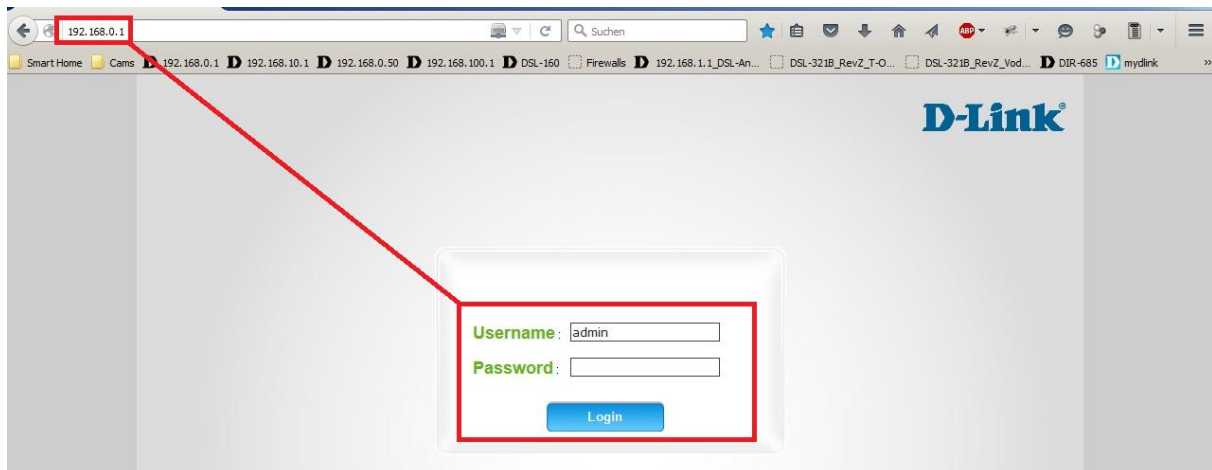 192.168.0.1 Suchen ABP
Smart Home Cams 192.168.0.1 192.168.10.1 192.168.0.50 192.168.100.1 DSL-160 Firewalls 192.168.1.1_DSL-An... DSL-321B_RevZ_T-O... DSL-321B_RevZ_Vod... DIR-685 mydlink »
D-Link®
Username :
admin
Password :
Login